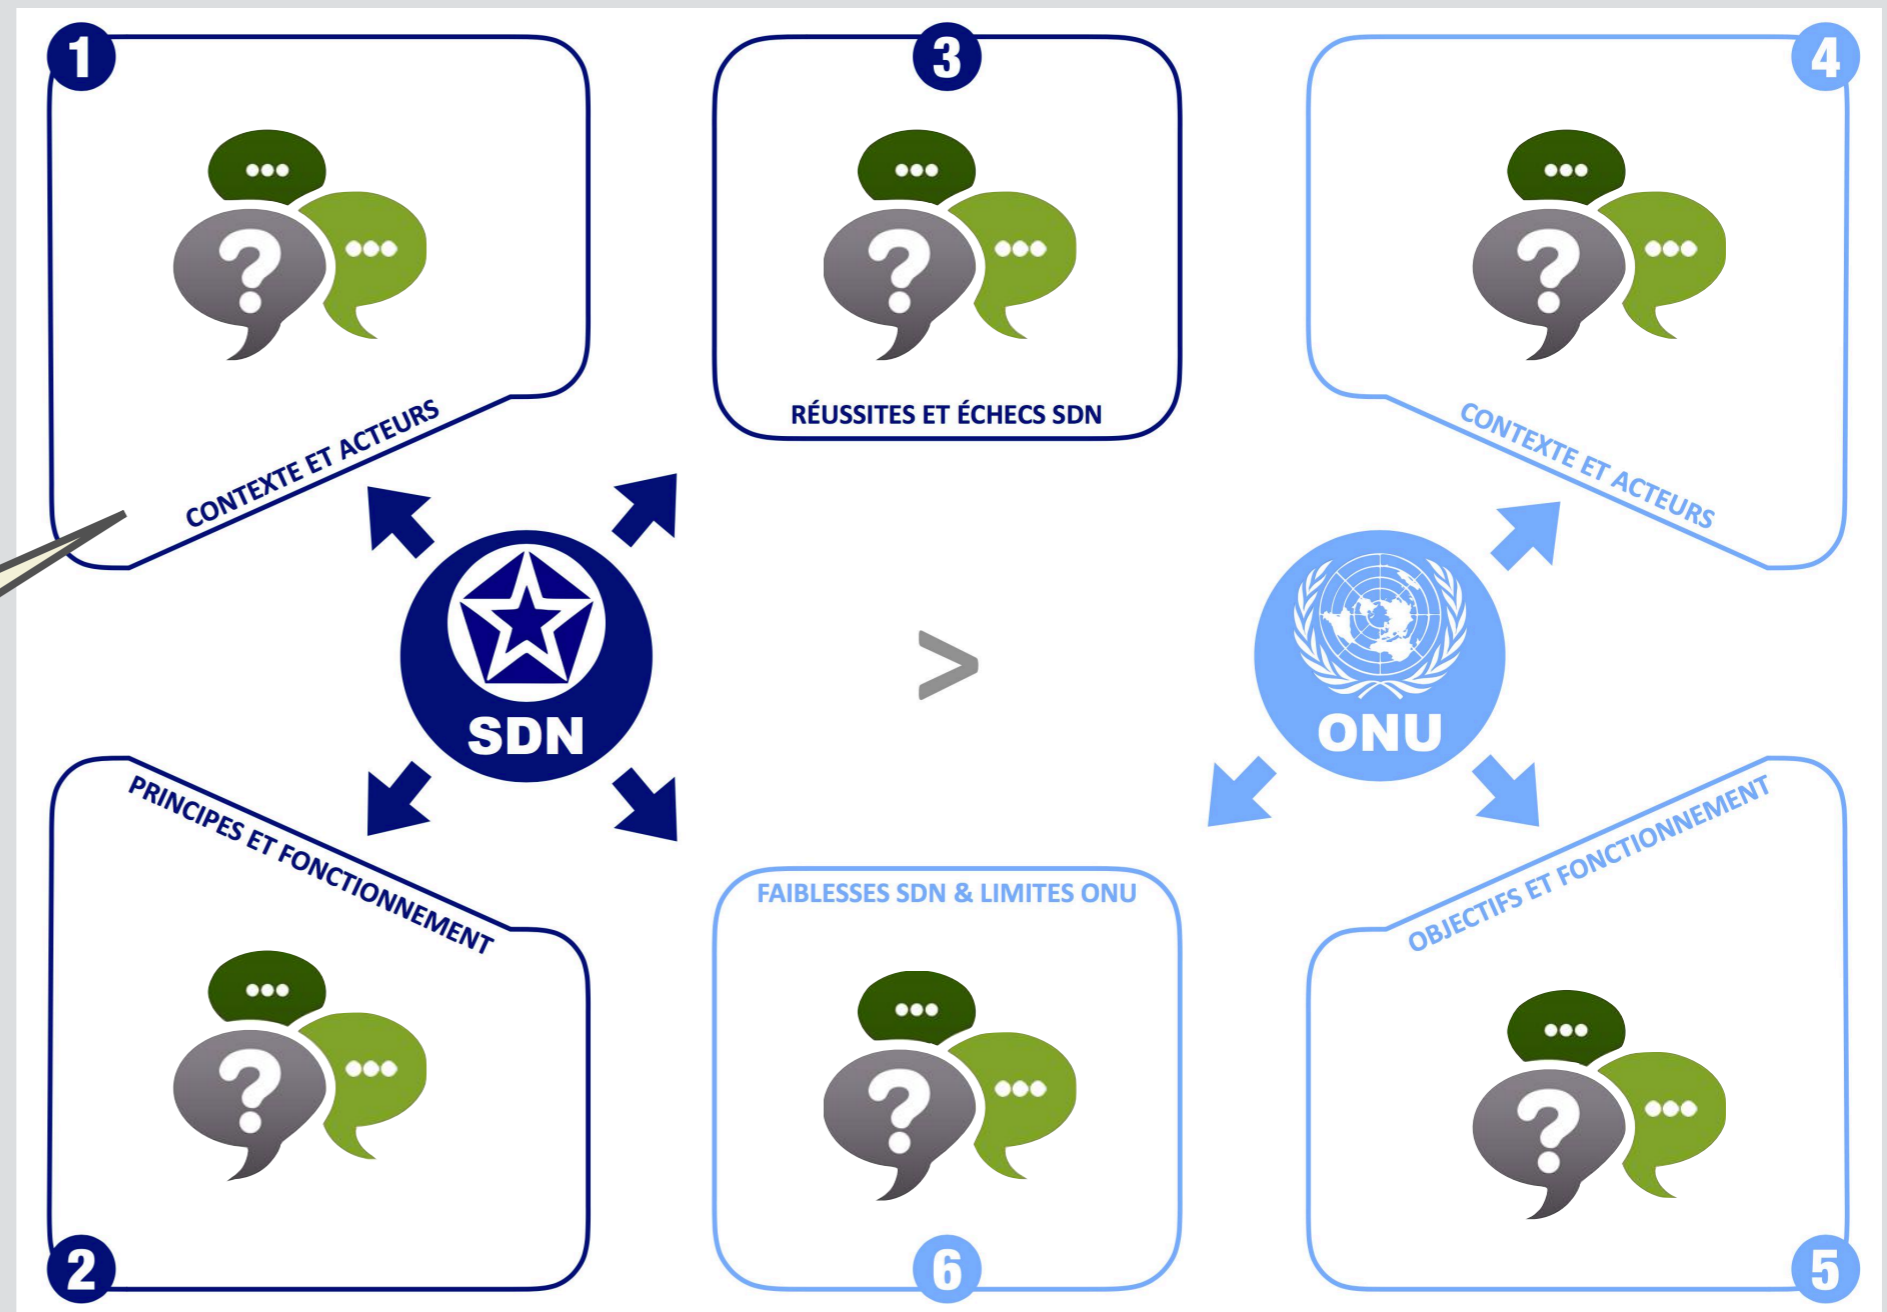 1
CONTEXTE ET ACTEURS
3
RÉUSSITES ET ÉCHECS SDN
4
CONTEXTE ET ACTEURS
SDN
>
ONU
PRINCIPES ET FONCTIONNEMENT
2
FAIBLESSES SDN & LIMITES ONU
6
OBJECTIFS ET FONCTIONNEMENT
5
?
?
?
?
?
?